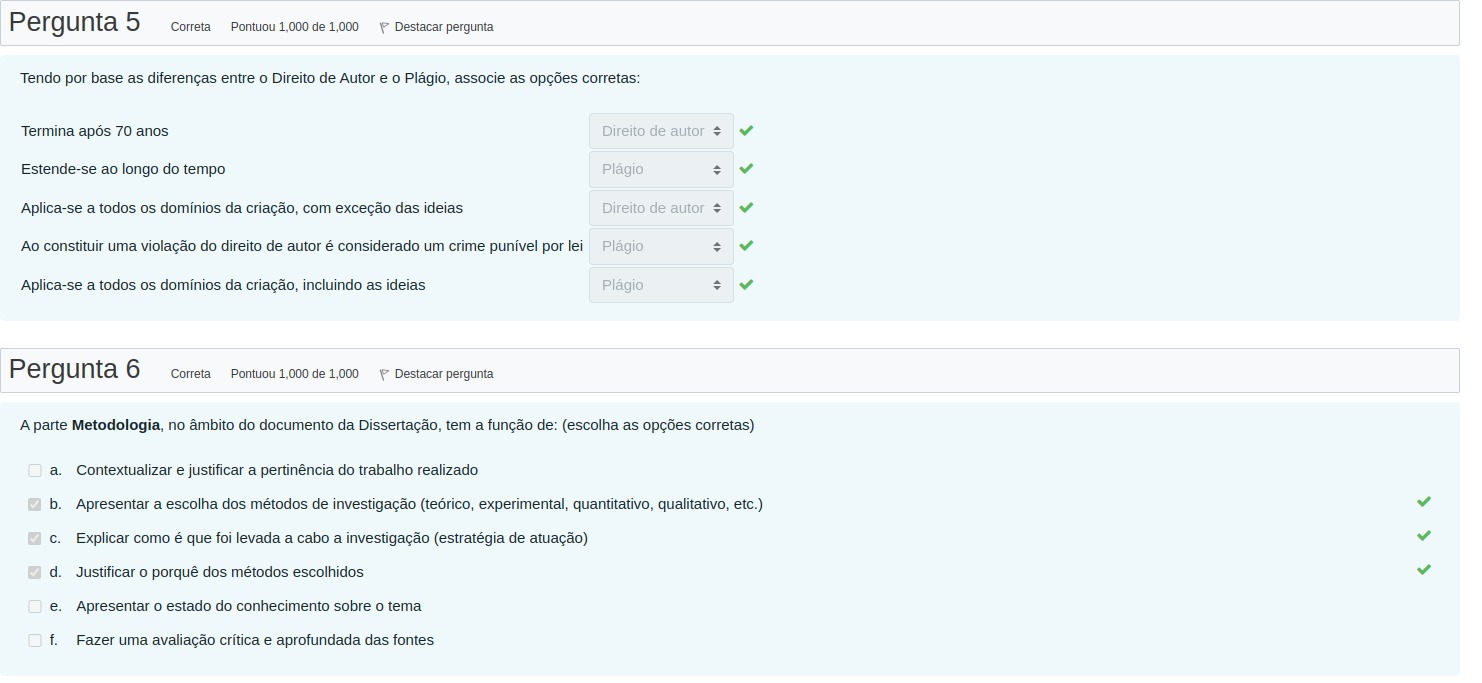 Pergunta 5 Correta Pontuou 1,000 de 1,000 Destacar pergunta
Tendo por base as diferenças entre o Direito de Autor e o Plágio, associe as opções corretas:
Termina após 70 anos Direito de autor
Estende-se ao longo do tempo Plágio
Aplica-se a todos os domínios da criação, com exceção das ideias Direito de autor
Ao constituir uma violação do direito de autor é considerado um crime punível por lei Plágio
Aplica-se a todos os domínios da criação, incluindo as ideias Plágio
Pergunta 6 Correta Pontuou 1,000 de 1,000 Destacar pergunta
A parte Metodologia, no âmbito do documento da Dissertação, tem a função de: (escolha as opções corretas)
a. Contextualizar e justificar a pertinência do trabalho realizado
b. Apresentar a escolha dos métodos de investigação (teórico, experimental, quantitativo, qualitativo, etc.)
c. Explicar como é que foi levada a cabo a investigação (estratégia de atuação)
d. Justificar o porquê dos métodos escolhidos
e. Apresentar o estado do conhecimento sobre o tema
f. Fazer uma avaliação crítica e aprofundada das fontes